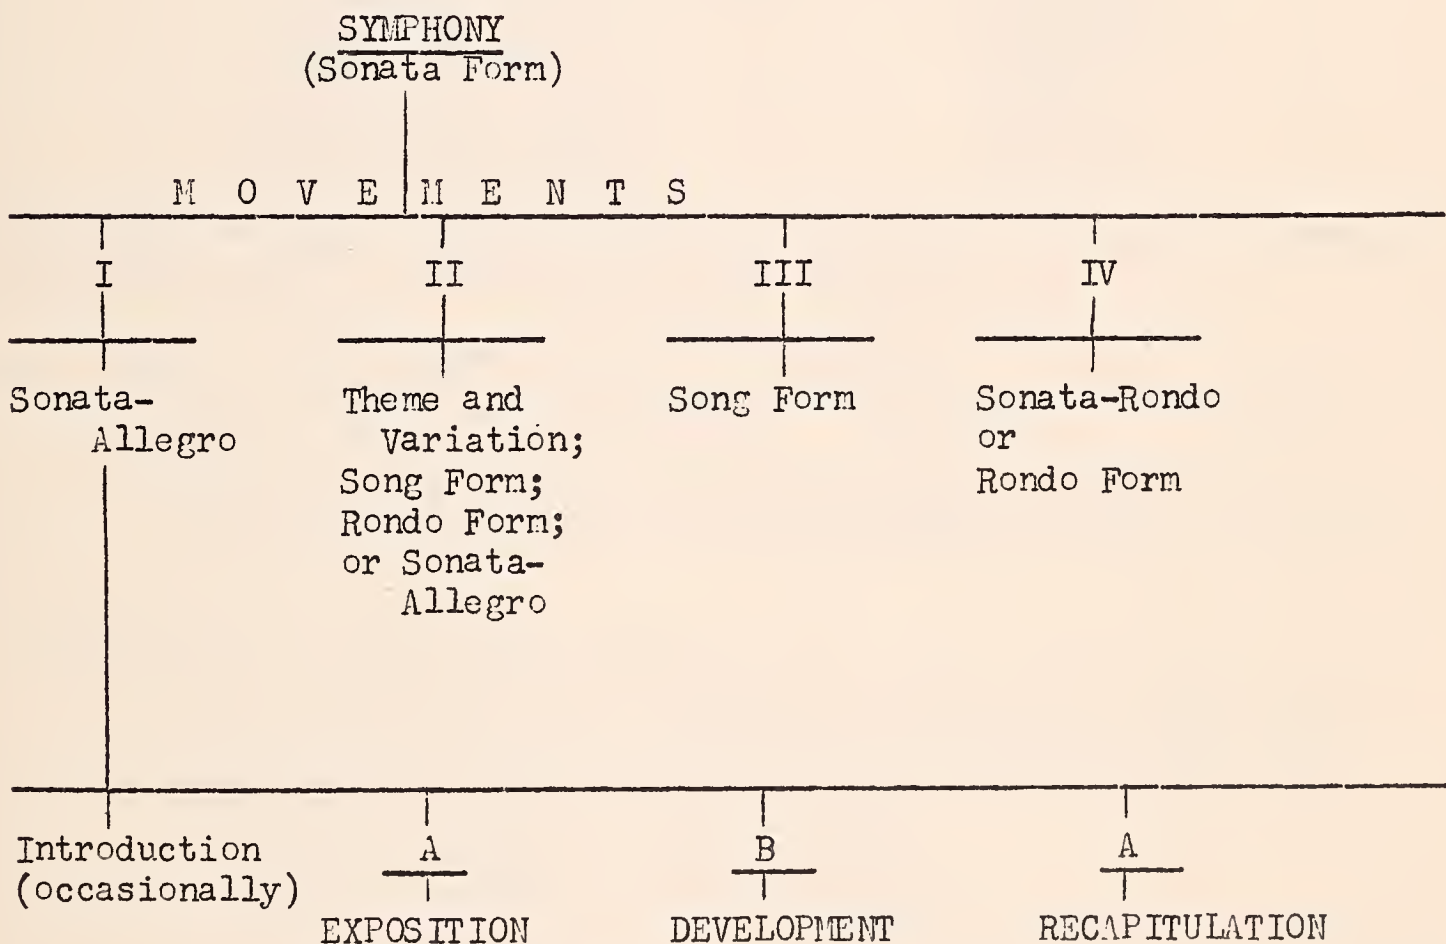 SYMPHONY
(Sonata Form)
M O V E M E N T S
I II III IV
Sonata- Allegro
Theme and Variation;
Song Form;
Rondo Form;
or Sonata-
Allegro
Song Form
Sonata-Rondo
or
Rondo Form
Introduction
(occasionally)
A
EXPOSITION
B
DEVELOPMENT
A
RECAPITULATION